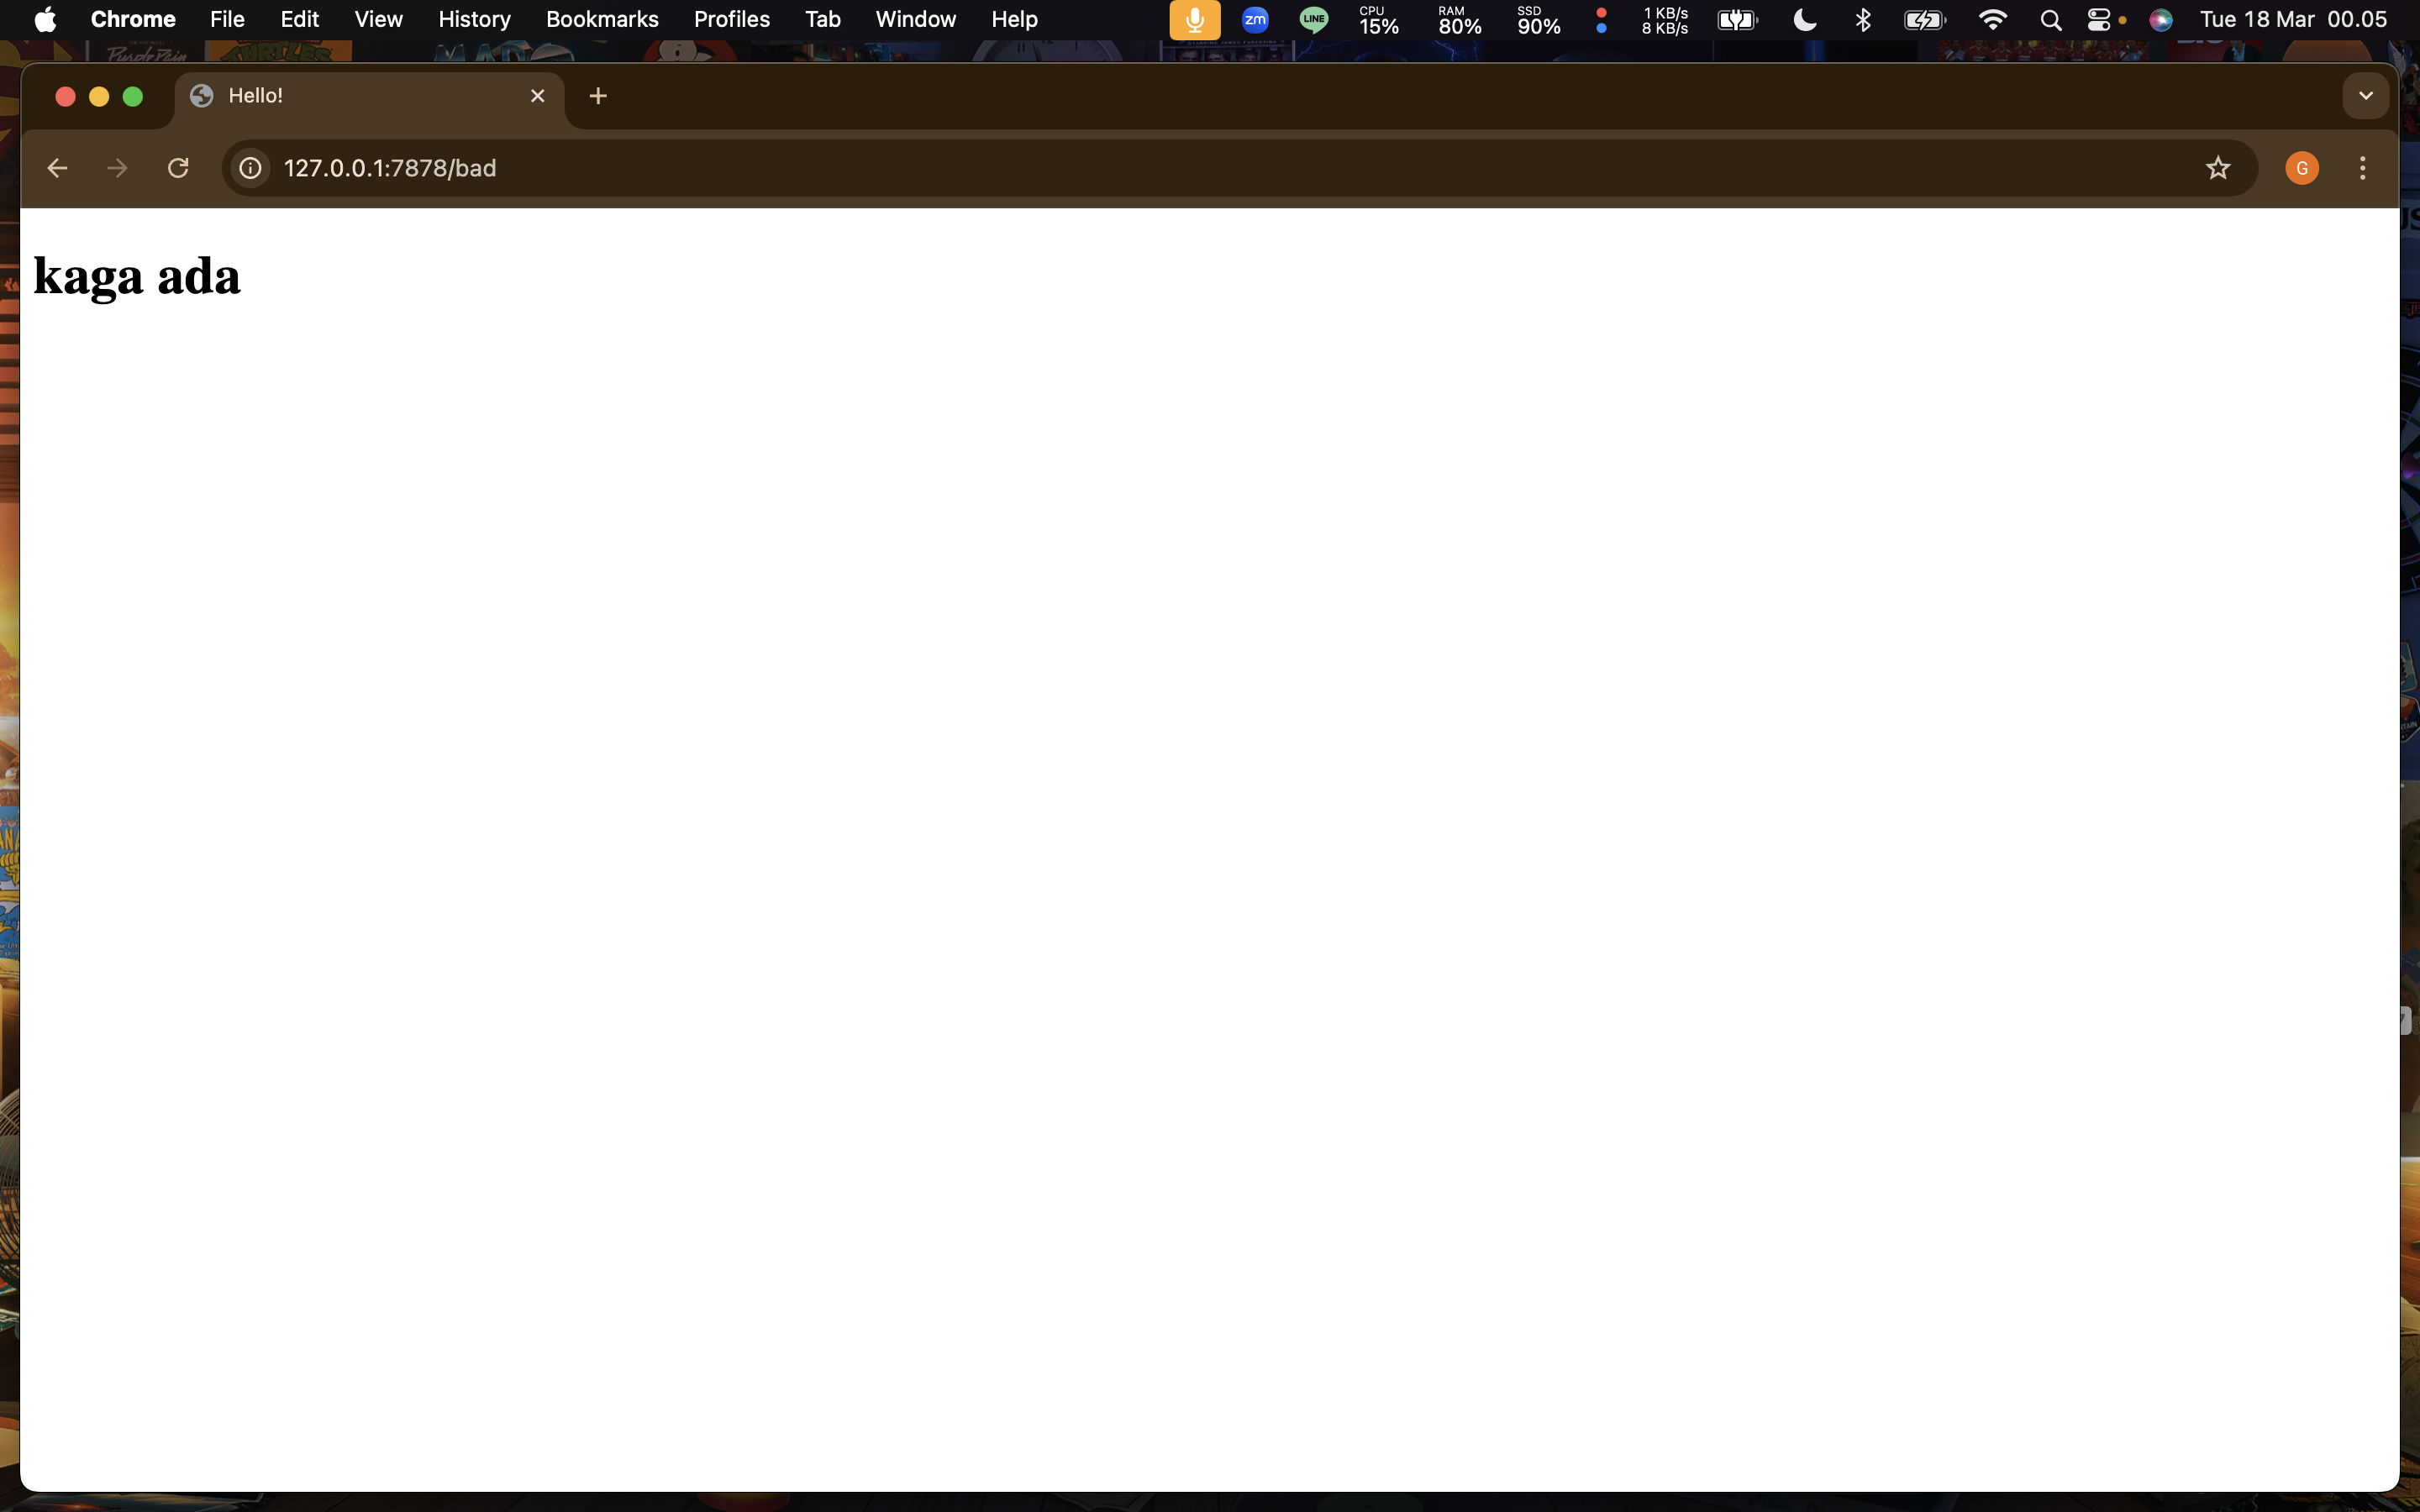 Chrome File Edit View History Bookmarks Profiles Tab Window Help zm LINE CPU 15% RAM 80% SSD 90% 1 KB/s 8 KB/s Tue 18 Mar 00.05
Hello!
127.0.0.1:7878/bad G
kaga ada